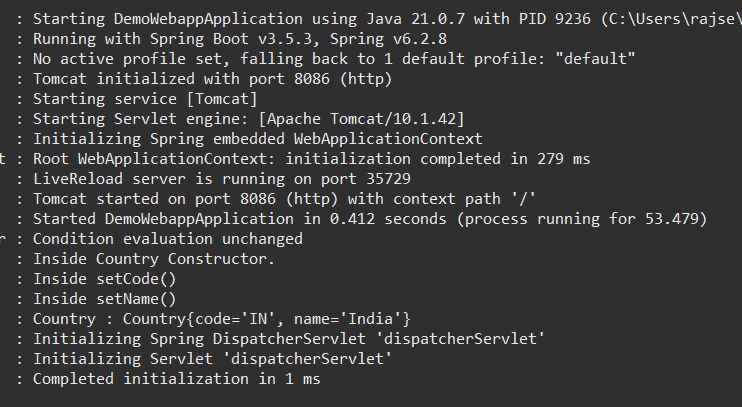 : Starting DemoWebappApplication using Java 21.0.7 with PID 9236 (C:\Users\rajse\
: Running with Spring Boot v3.5.3, Spring v6.2.8
: No active profile set, falling back to 1 default profile: "default"
: Tomcat initialized with port 8086 (http)
: Starting service [Tomcat]
: Starting Servlet engine: [Apache Tomcat/10.1.42]
: Initializing Spring embedded WebApplicationContext
t : Root WebApplicationContext: initialization completed in 279 ms
: LiveReload server is running on port 35729
: Tomcat started on port 8086 (http) with context path '/'
: Started DemoWebappApplication in 0.412 seconds (process running for 53.479)
r : Condition evaluation unchanged
: Inside Country Constructor.
: Inside setCode()
: Inside setName()
: Country : Country{code='IN', name='India'}
: Initializing Spring DispatcherServlet 'dispatcherServlet'
: Initializing Servlet 'dispatcherServlet'
: Completed initialization in 1 ms